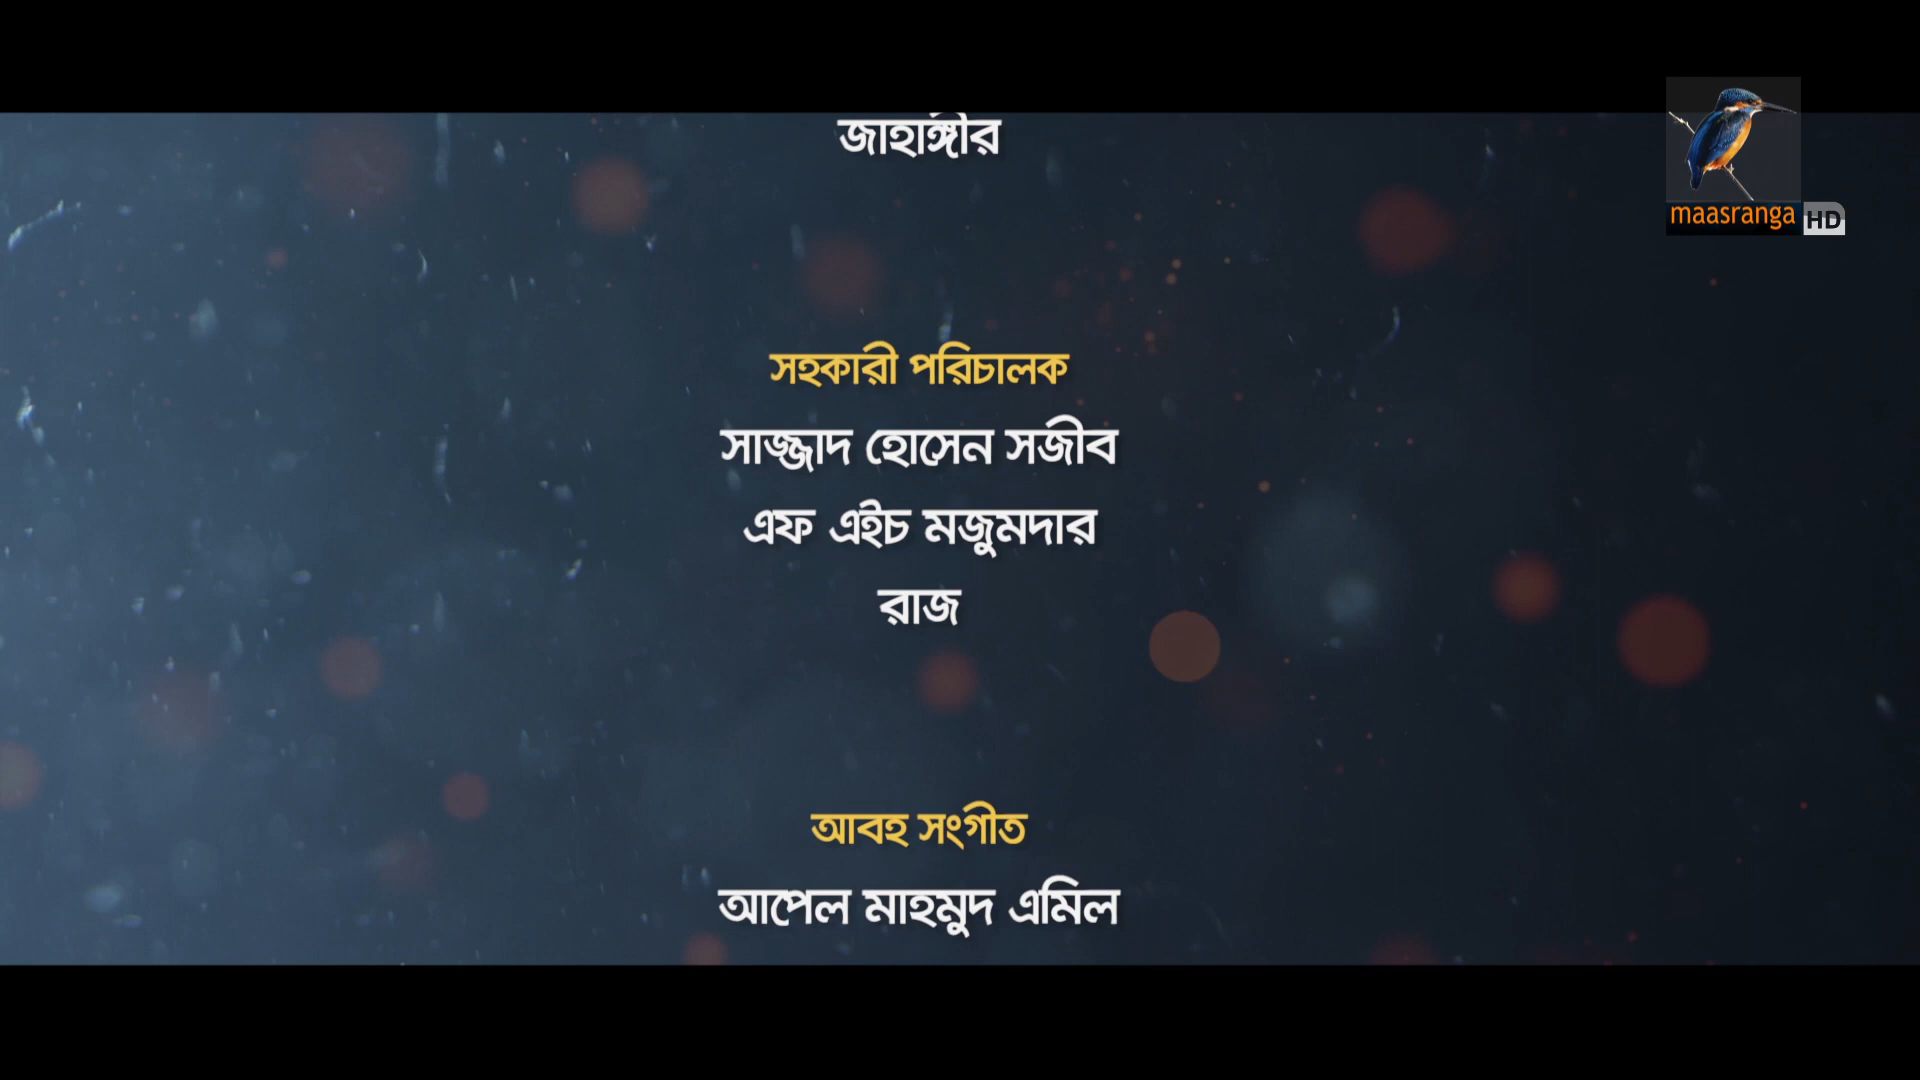 জাহাঙ্গীর
maasranga HD
সহকারী পরিচালক
সাজ্জাদ হোসেন সজীব
এফ এইচ মজুমদার
রাজ
আবহ সংগীত
আপেল মাহমুদ এমিল